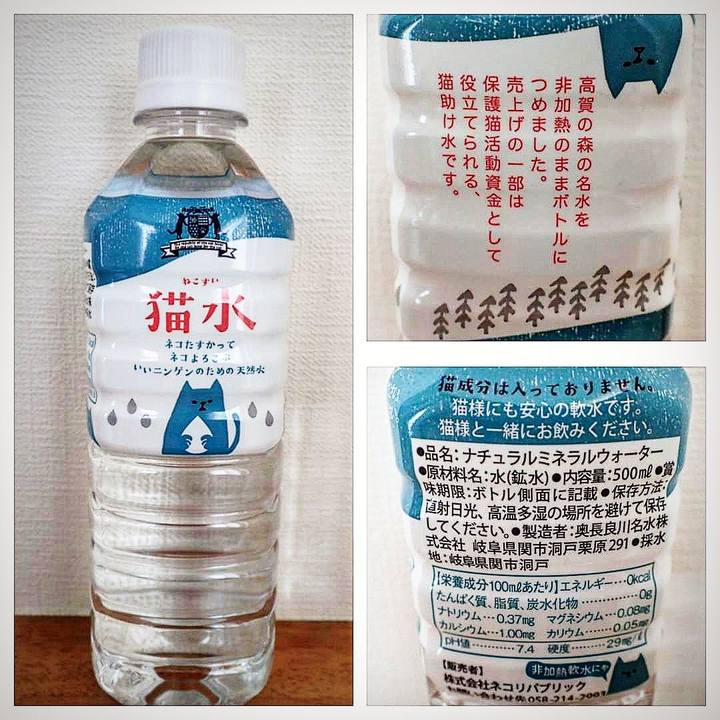 ねこすい
猫水
ネコたすかって
ネコよろこぶ
いいニンゲンのための天然水
高賀の森の名水を
非加熱のままボトルに
つめました。
売上げの一部は
保護猫活動資金として
役立てられる、
猫助け水です。
猫成分は入っておりません。
猫様にも安心の軟水です。
猫様と一緒にお飲みください。
●品名：ナチュラルミネラルウォーター
●原材料名：水(鉱水)●内容量：500㎖●賞
味期限：ボトル側面に記載●保存方法：
直射日光、高温多湿の場所を避けて保存
してください。●製造者：奥長良川名水株
式会社 岐阜県関市洞戸栗原291●採水
地：岐阜県関市洞戸
【栄養成分100㎖あたり】エネルギー…0kcal
たんぱく質、脂質、炭水化物…………0g
ナトリウム…0.37mg マグネシウム…0.08mg
カルシウム…1.00mg カリウム…0.05mg
pH値…………7.4 硬度…………29mg/ℓ
【販売者】
非加熱軟水にゃ
株式会社ネコリパブリック
お問い合わせ先 058-214-2093